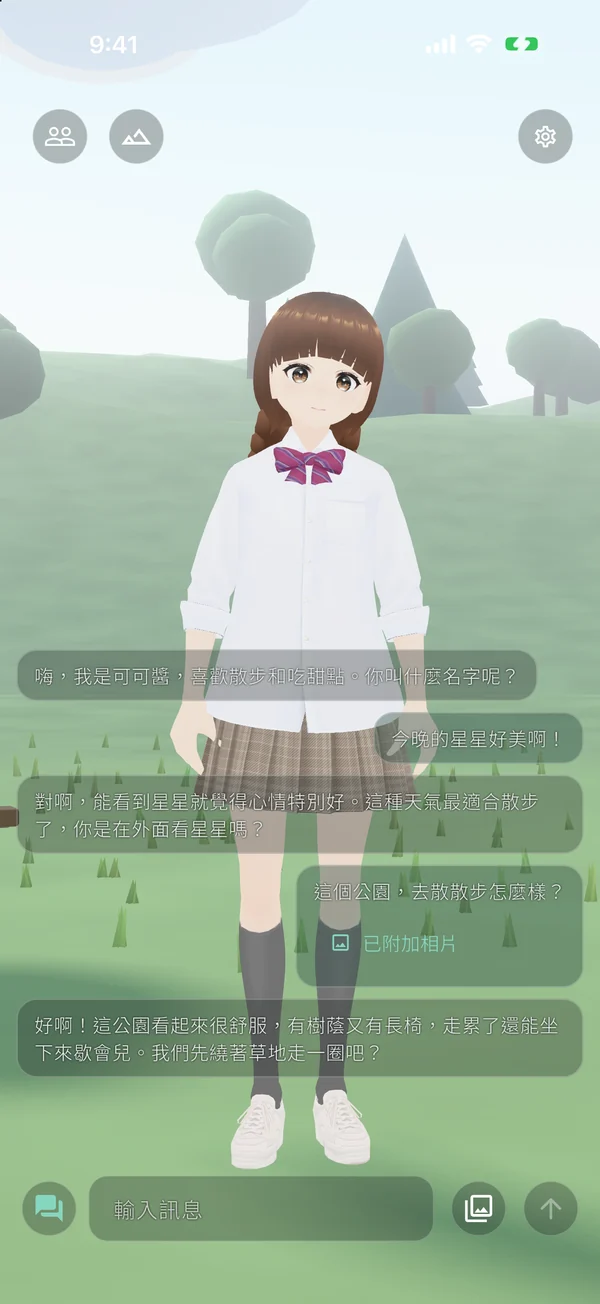 9:41
嗨，我是可可醬，喜歡散步和吃甜點。你叫什麼名字呢？
今晚的星星好美啊！
對啊，能看到星星就覺得心情特別好。這種天氣最適合散步
了，你是在外面看星星嗎？
這個公園，去散散步怎麼樣？
已附加相片
好啊！這公園看起來很舒服，有樹蔭又有長椅，走累了還能坐
下來歇會兒。我們先繞著草地走一圈吧？
輸入訊息